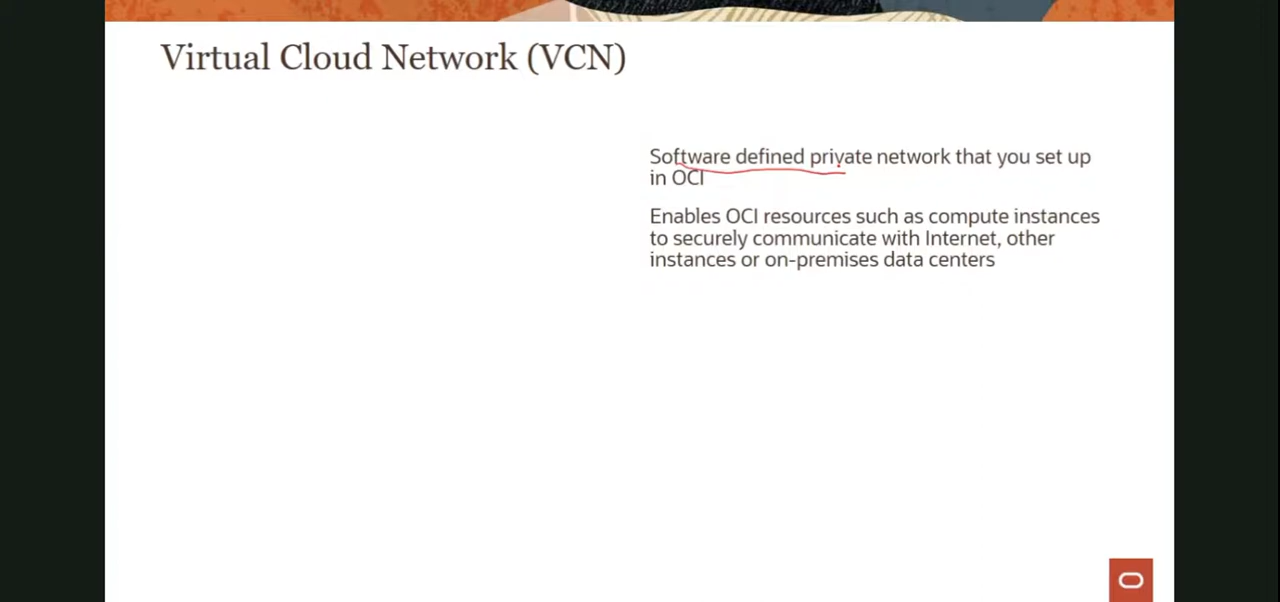 Virtual Cloud Network (VCN)
Software defined private network that you set up
in OCI
Enables OCI resources such as compute instances
to securely communicate with Internet, other
instances or on-premises data centers